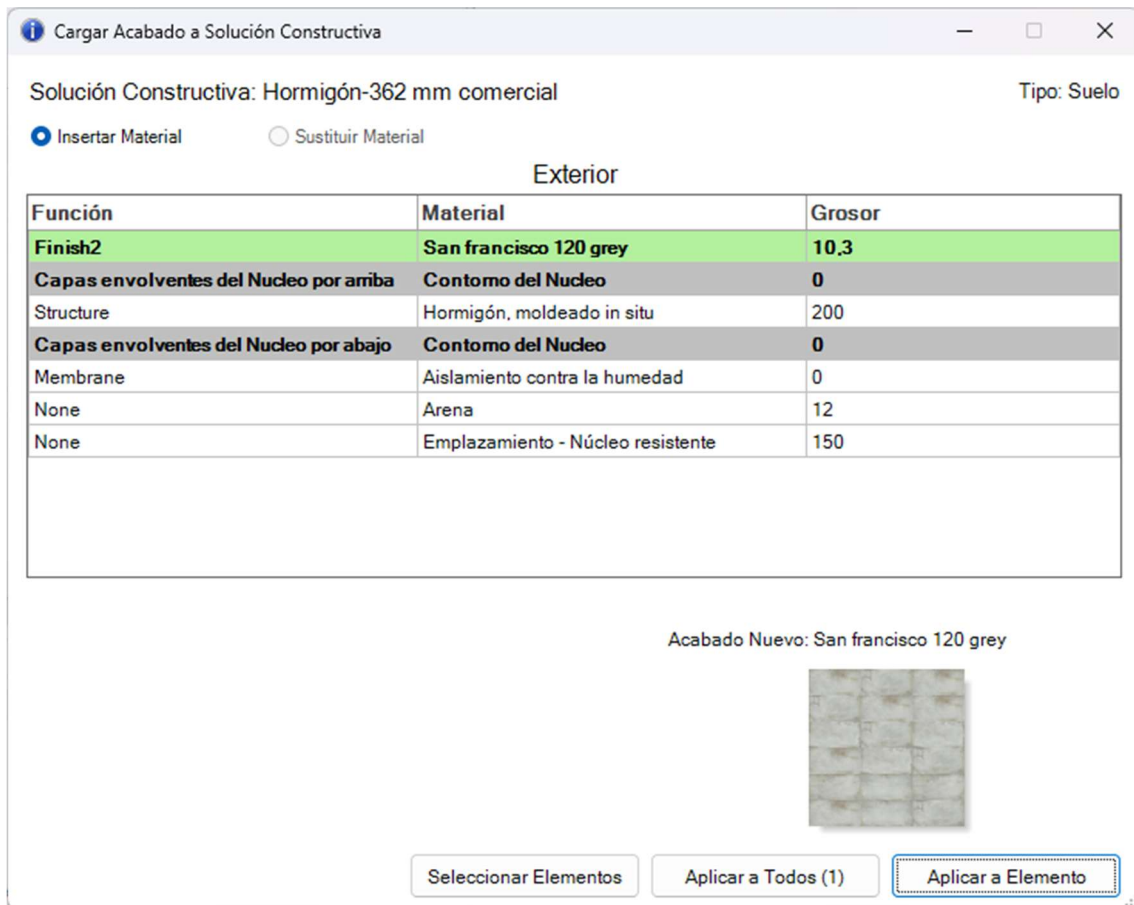 Cargar Acabado a Solución Constructiva
Solución Constructiva: Hormigón-362 mm comercial Tipo: Suelo
Insertar Material Sustituir Material
Exterior
Función Material Grosor
Finish2 San francisco 120 grey 10,3
Capas envolventes del Nucleo por arriba Contorno del Nucleo 0
Structure Hormigón, moldeado in situ 200
Capas envolventes del Nucleo por abajo Contorno del Nucleo 0
Membrane Aislamiento contra la humedad 0
None Arena 12
None Emplazamiento - Núcleo resistente 150
Acabado Nuevo: San francisco 120 grey
Seleccionar Elementos Aplicar a Todos (1) Aplicar a Elemento